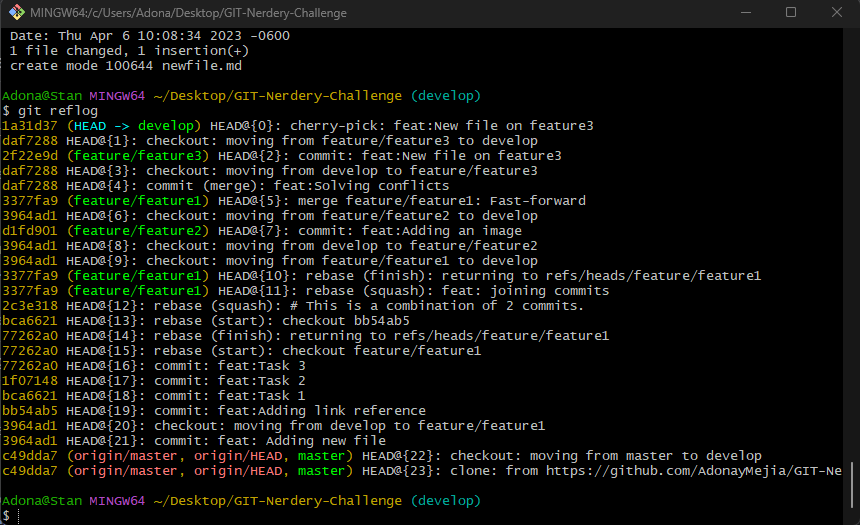 MINGW64:/c/Users/Adona/Desktop/GIT-Nerdery-Challenge
Date: Thu Apr 6 10:08:34 2023 -0600
1 file changed, 1 insertion(+)
create mode 100644 newfile.md
Adona@Stan MINGW64 ~/Desktop/GIT-Nerdery-Challenge (develop)
$ git reflog
1a31d37 (HEAD -> develop) HEAD@{0}: cherry-pick: feat:New file on feature3
daf7288 HEAD@{1}: checkout: moving from feature/feature3 to develop
2f22e9d (feature/feature3) HEAD@{2}: commit: feat:New file on feature3
daf7288 HEAD@{3}: checkout: moving from develop to feature/feature3
daf7288 HEAD@{4}: commit (merge): feat:Solving conflicts
3377fa9 (feature/feature1) HEAD@{5}: merge feature/feature1: Fast-forward
3964ad1 HEAD@{6}: checkout: moving from feature/feature2 to develop
d1fd901 (feature/feature2) HEAD@{7}: commit: feat:Adding an image
3964ad1 HEAD@{8}: checkout: moving from develop to feature/feature2
3964ad1 HEAD@{9}: checkout: moving from feature/feature1 to develop
3377fa9 (feature/feature1) HEAD@{10}: rebase (finish): returning to refs/heads/feature/feature1
3377fa9 (feature/feature1) HEAD@{11}: rebase (squash): feat: joining commits
2c3e318 HEAD@{12}: rebase (squash): # This is a combination of 2 commits.
bca6621 HEAD@{13}: rebase (start): checkout bb54ab5
77262a0 HEAD@{14}: rebase (finish): returning to refs/heads/feature/feature1
77262a0 HEAD@{15}: rebase (start): checkout feature/feature1
77262a0 HEAD@{16}: commit: feat:Task 3
1f07148 HEAD@{17}: commit: feat:Task 2
bca6621 HEAD@{18}: commit: feat:Task 1
bb54ab5 HEAD@{19}: commit: feat:Adding link reference
3964ad1 HEAD@{20}: checkout: moving from develop to feature/feature1
3964ad1 HEAD@{21}: commit: feat: Adding new file
c49dda7 (origin/master, origin/HEAD, master) HEAD@{22}: checkout: moving from master to develop
c49dda7 (origin/master, origin/HEAD, master) HEAD@{23}: clone: from https://github.com/AdonayMejia/GIT-Ne
Adona@Stan MINGW64 ~/Desktop/GIT-Nerdery-Challenge (develop)
$